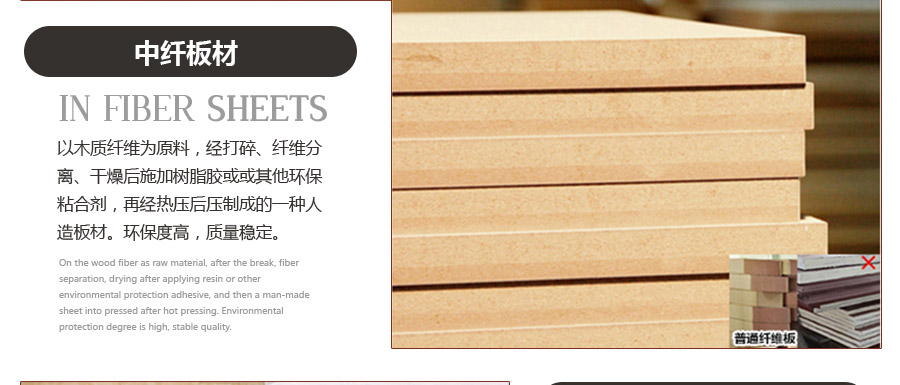 中纤板材
IN FIBER SHEETS
以木质纤维为原料，经打碎、纤维分
离、干燥后施加树脂胶或或其他环保
粘合剂，再经热压后压制成的一种人
造板材。环保度高，质量稳定。
On the wood fiber as raw material, after the break, fiber
separation, drying after applying resin or other
environmental protection adhesive, and then a man-made
sheet into pressed after hot pressing. Environmental
protection degree is high, stable quality.
普通纤维板